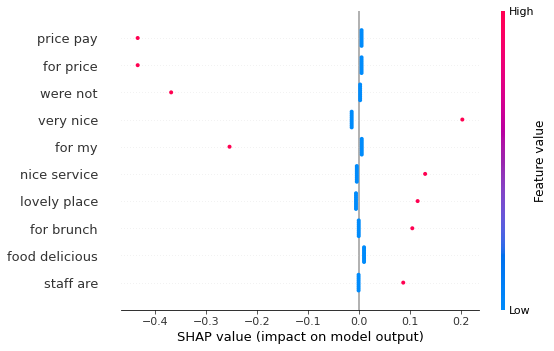 High
price pay
for price
were not
very nice
for my
nice service
lovely place
for brunch
food delicious
staff are
Feature value
Low
−0.4 −0.3 −0.2 −0.1 0.0 0.1 0.2
SHAP value (impact on model output)